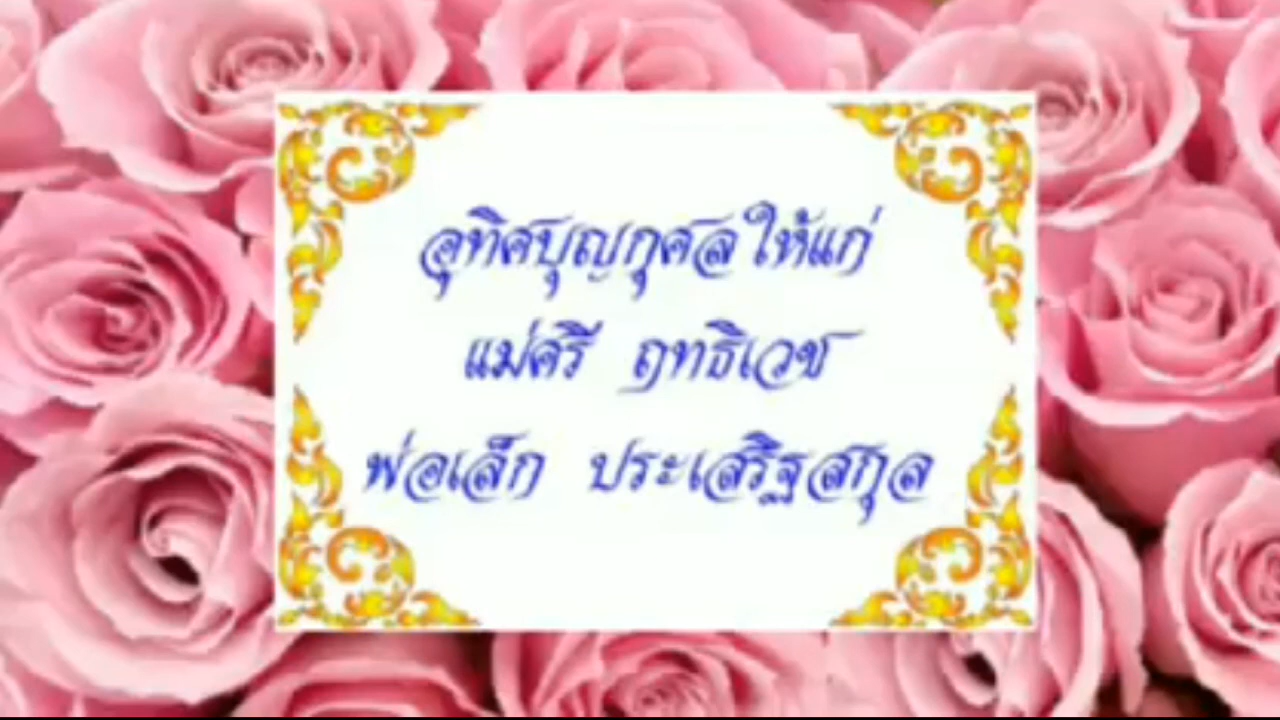 อุทิศบุญกุศล ให้แก่
แม่ศรี ฤทธิเวช
พ่อเล็ก ประเสริฐสกุล